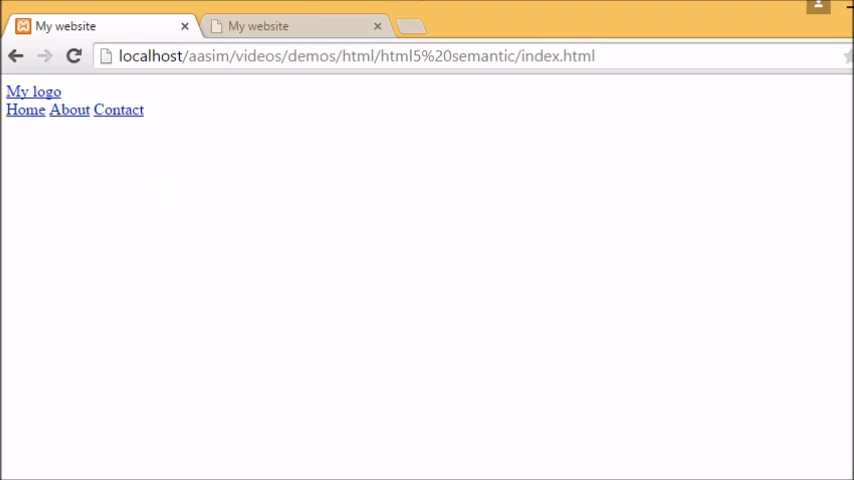 My website
My website
localhost/aasim/videos/demos/html/html5%20semantic/index.html
My logo
Home About Contact